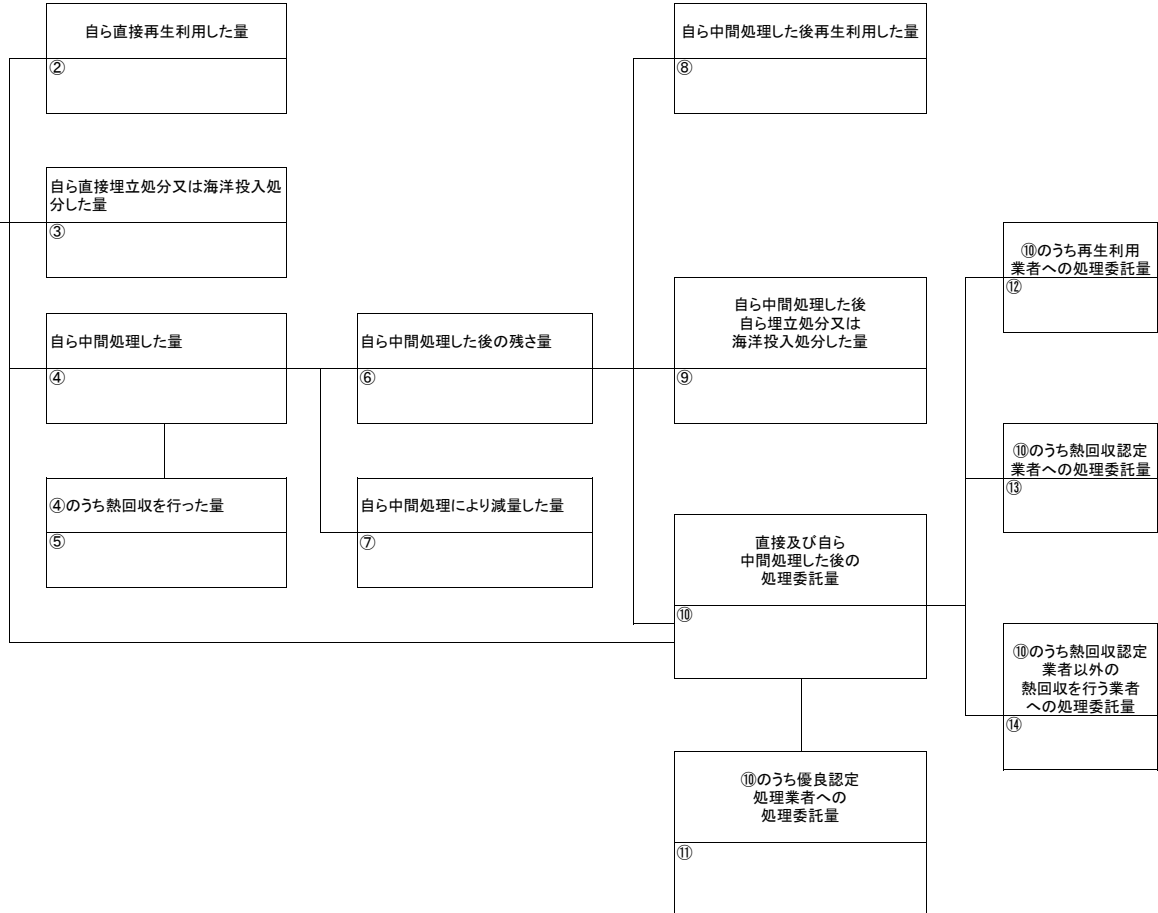 自ら直接再生利用した量
②
自ら直接埋立処分又は海洋投入処
分した量
③
自ら中間処理した量
④
④のうち熱回収を行った量
⑤
自ら中間処理した後の残さ量
⑥
自ら中間処理により減量した量
⑦
自ら中間処理した後再生利用した量
⑧
自ら中間処理した後
自ら埋立処分又は
海洋投入処分した量
⑨
直接及び自ら
中間処理した後の
処理委託量
⑩
⑩のうち優良認定
処理業者への
処理委託量
⑪
⑩のうち再生利用
業者への処理委託量
⑫
⑩のうち熱回収認定
業者への処理委託量
⑬
⑩のうち熱回収認定
業者以外の
熱回収を行う業者
への処理委託量
⑭